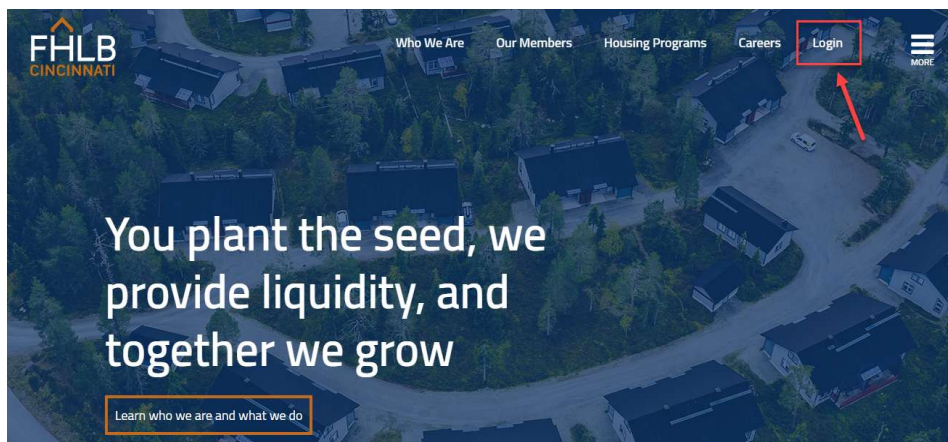 FHLB
CINCINNATI
Who We Are
Our Members
Housing Programs
Careers
Login
MORE
You plant the seed, we
provide liquidity, and
together we grow
Learn who we are and what we do